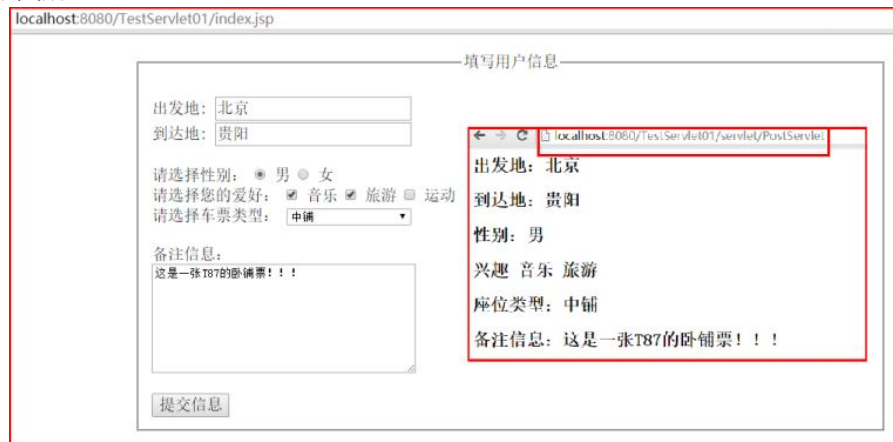 localhost:8080/TestServlet01/index.jsp
填写用户信息
出发地: 北京
到达地: 贵阳
请选择性别: 男 女
请选择您的爱好: 音乐 旅游 运动
请选择车票类型: 中铺
备注信息:
这是一张T87的卧铺票!!!
提交信息
localhost:8080/TestServlet01/servlet/PostServlet
出发地: 北京
到达地: 贵阳
性别: 男
兴趣 音乐 旅游
座位类型: 中铺
备注信息: 这是一张T87的卧铺票!!!